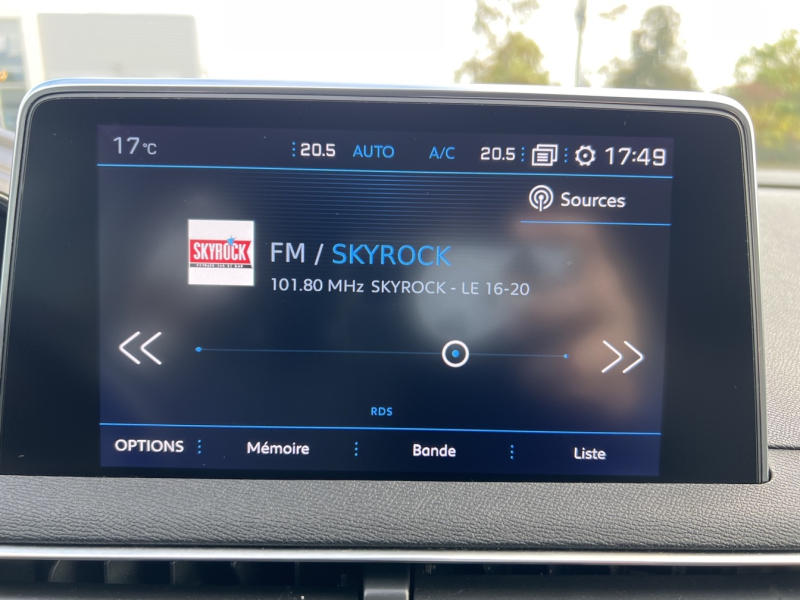 17°C 20.5 AUTO A/C 20.5 17:49
Sources
SKYROCK
FM / SKYROCK
101.80 MHz SKYROCK - LE 16-20
RDS
OPTIONS Mémoire Bande Liste